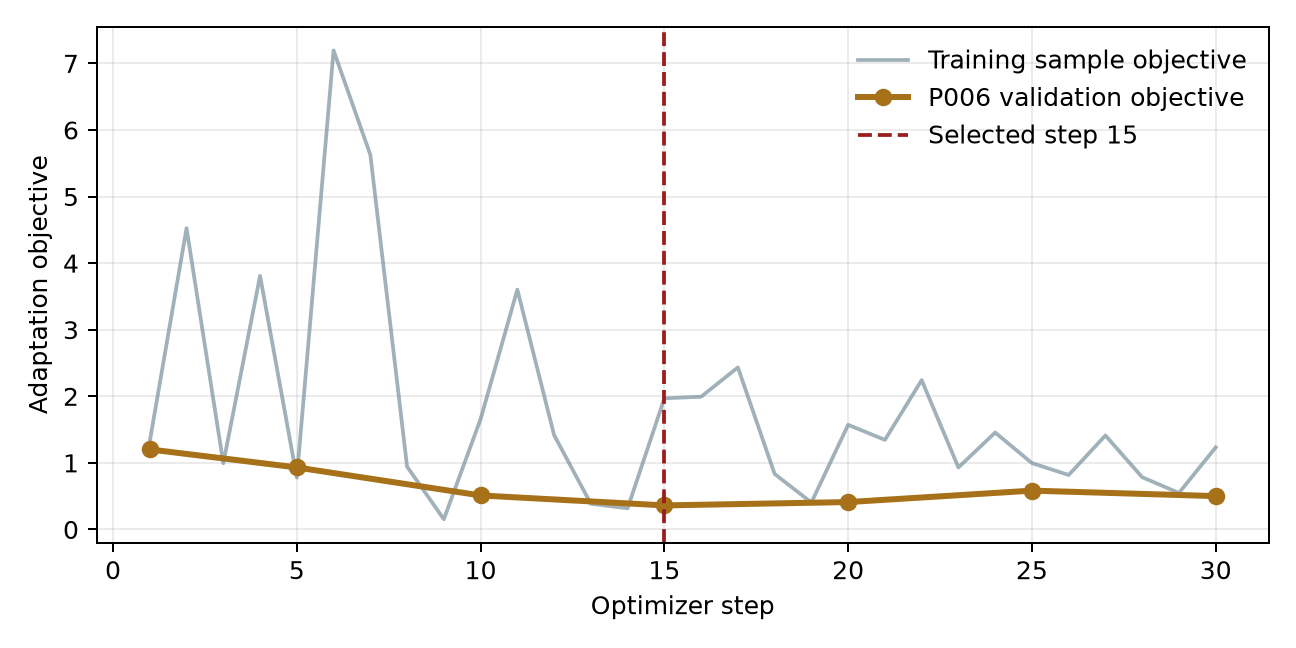 Training sample objective
P006 validation objective
Selected step 15
Adaptation objective
7
6
5
4
3
2
1
0
0 5 10 15 20 25 30
Optimizer step